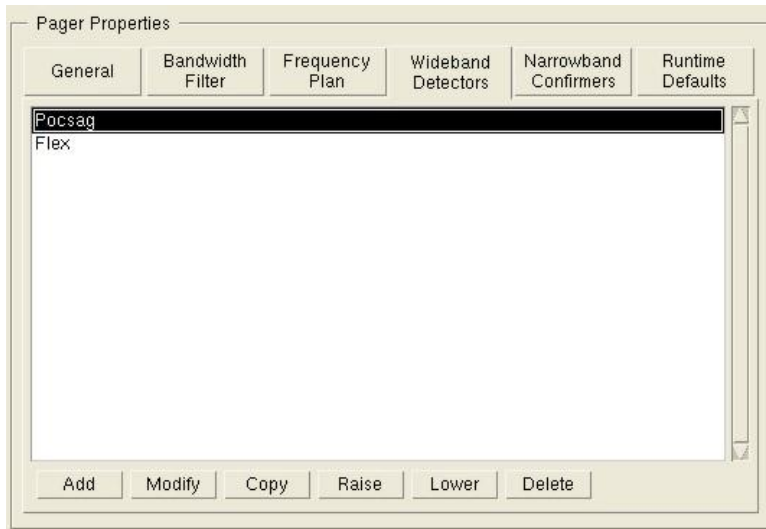 Pager Properties
General
Bandwidth
Filter
Frequency
Plan
Wideband
Detectors
Narrowband
Confirmers
Runtime
Defaults
Pocsag
Flex
Add
Modify
Copy
Raise
Lower
Delete